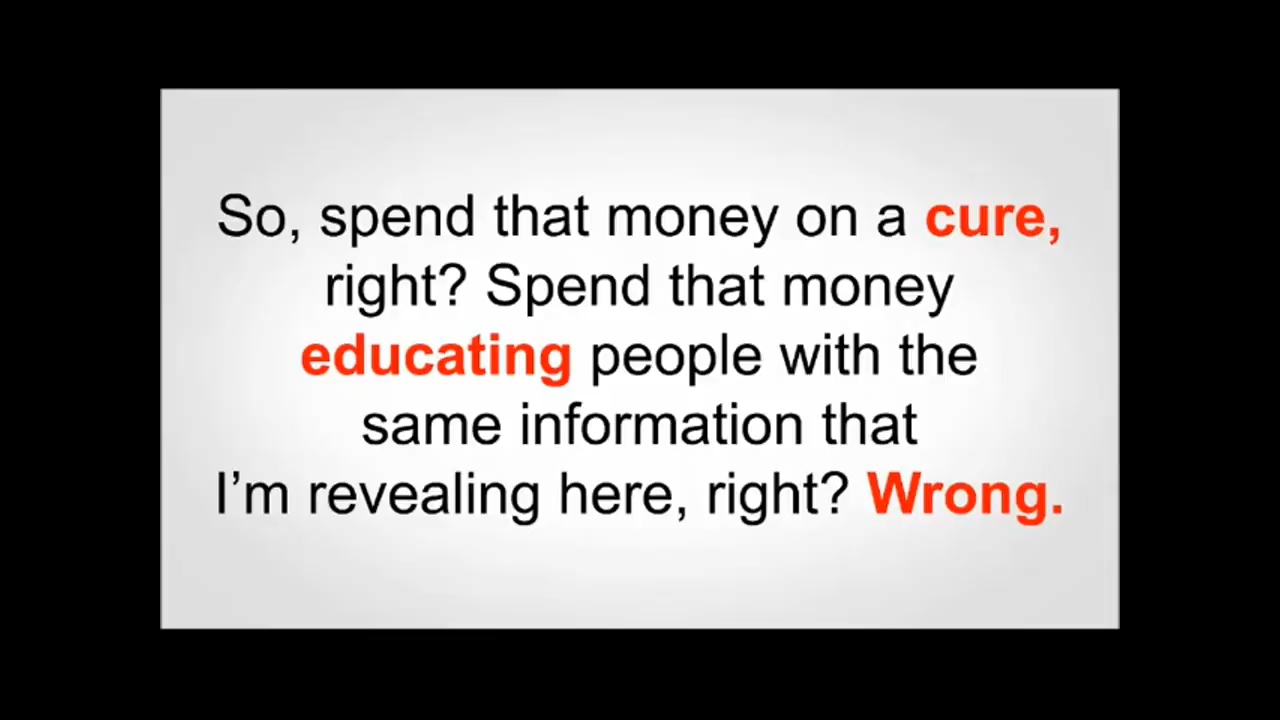 So, spend that money on a cure,
right? Spend that money
educating people with the
same information that
I’m revealing here, right? Wrong.